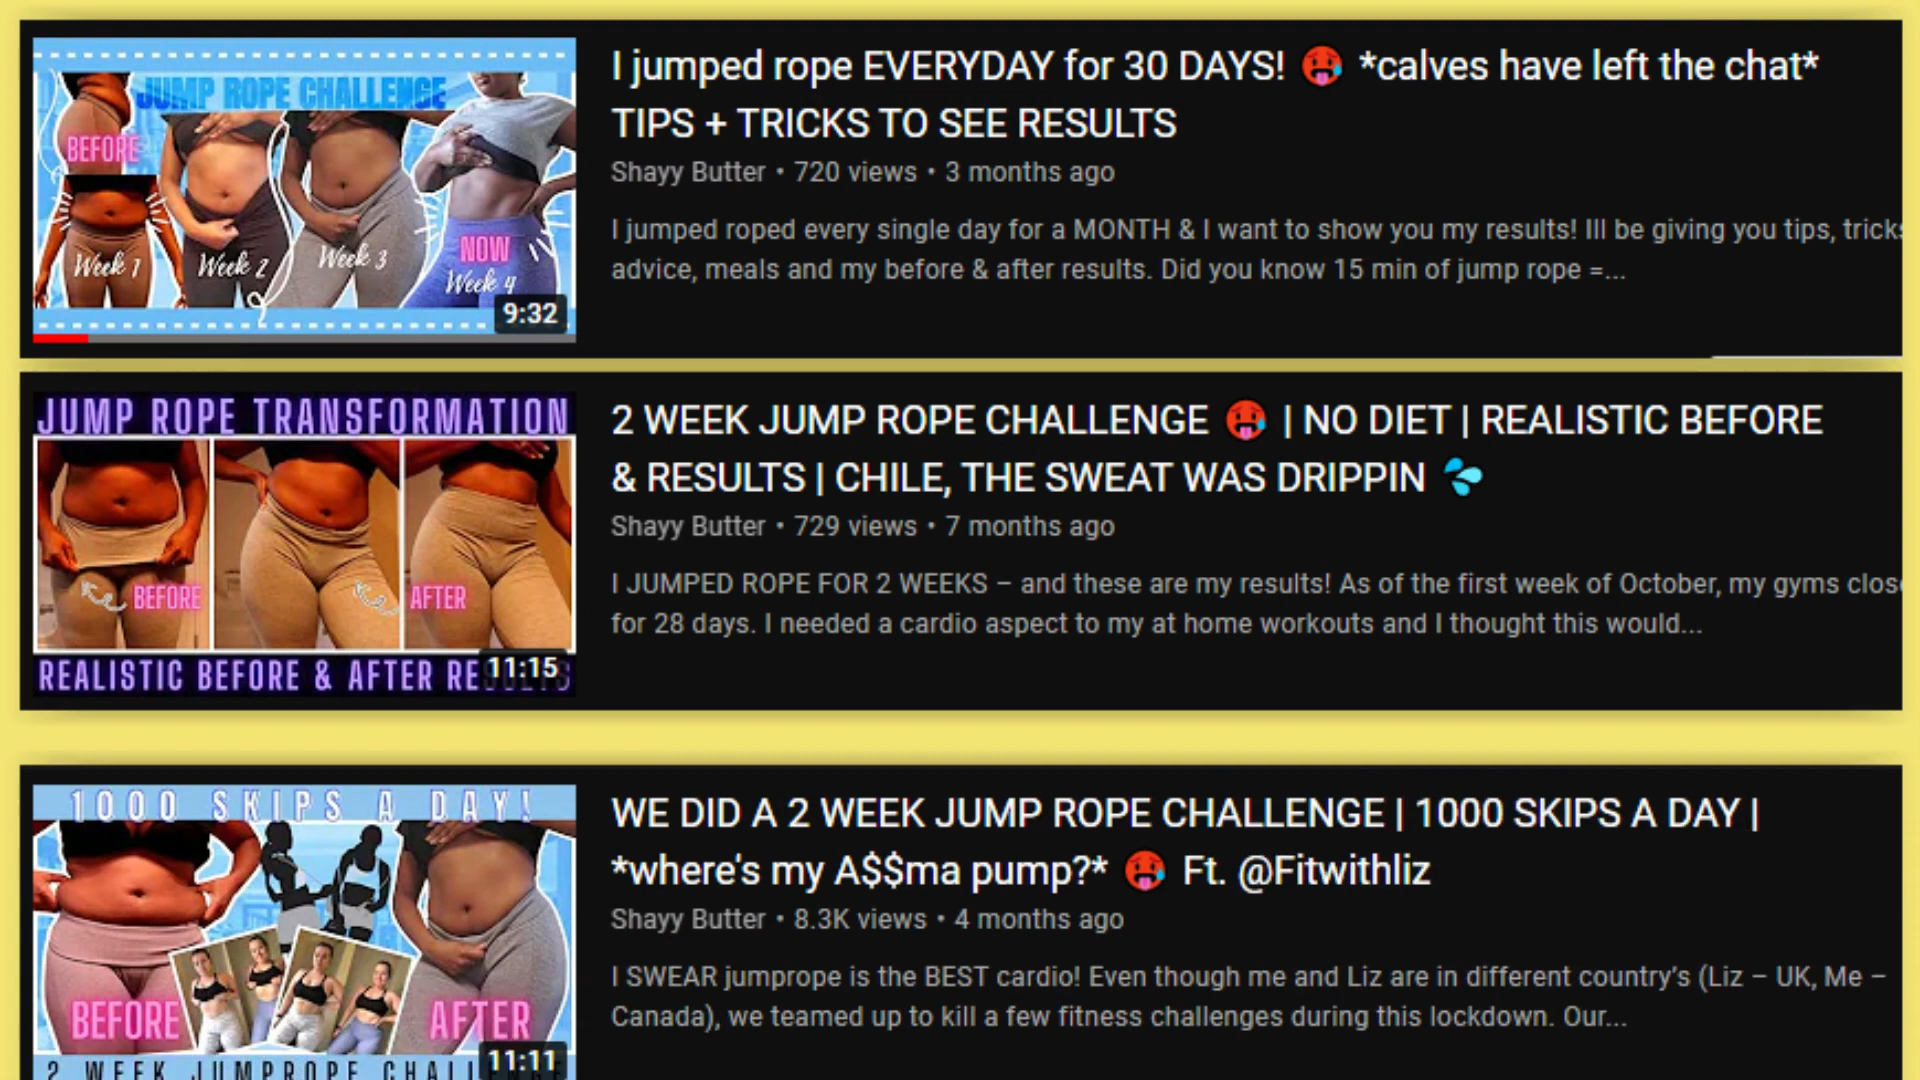 JUMP ROPE CHALLENGE
BEFORE
Week 1
Week 2
Week 3
NOW
Week 4
9:32
I jumped rope EVERYDAY for 30 DAYS! 🥵 *calves have left the chat*
TIPS + TRICKS TO SEE RESULTS
Shayy Butter • 720 views • 3 months ago
I jumped roped every single day for a MONTH & I want to show you my results! Ill be giving you tips, tricks
advice, meals and my before & after results. Did you know 15 min of jump rope =...
JUMP ROPE TRANSFORMATION
BEFORE
AFTER
REALISTIC BEFORE & AFTER RESULTS
11:15
2 WEEK JUMP ROPE CHALLENGE 🥵 | NO DIET | REALISTIC BEFORE
& RESULTS | CHILE, THE SWEAT WAS DRIPPIN 💦
Shayy Butter • 729 views • 7 months ago
I JUMPED ROPE FOR 2 WEEKS – and these are my results! As of the first week of October, my gyms close
for 28 days. I needed a cardio aspect to my at home workouts and I thought this would...
1000 SKIPS A DAY!
BEFORE
AFTER
2 WEEK JUMPROPE CHALLENGE
11:11
WE DID A 2 WEEK JUMP ROPE CHALLENGE | 1000 SKIPS A DAY |
*where's my A$$ma pump?* 🥵 Ft. @Fitwithliz
Shayy Butter • 8.3K views • 4 months ago
I SWEAR jumprope is the BEST cardio! Even though me and Liz are in different country's (Liz – UK, Me –
Canada), we teamed up to kill a few fitness challenges during this lockdown. Our...